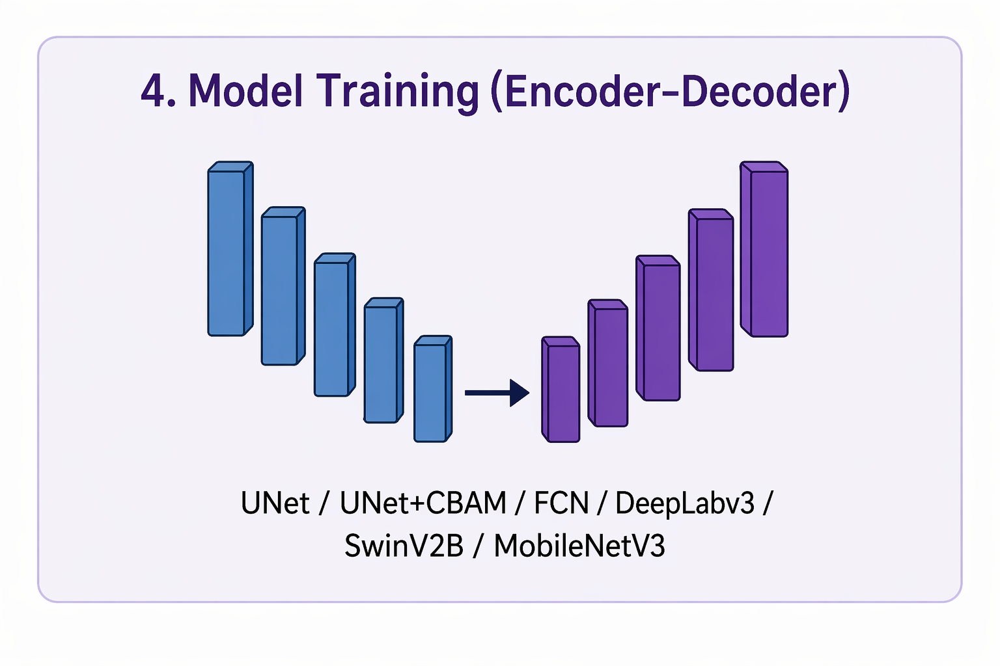 4. Model Training (Encoder–Decoder)
UNet / UNet+CBAM / FCN / DeepLabv3 /
SwinV2B / MobileNetV3